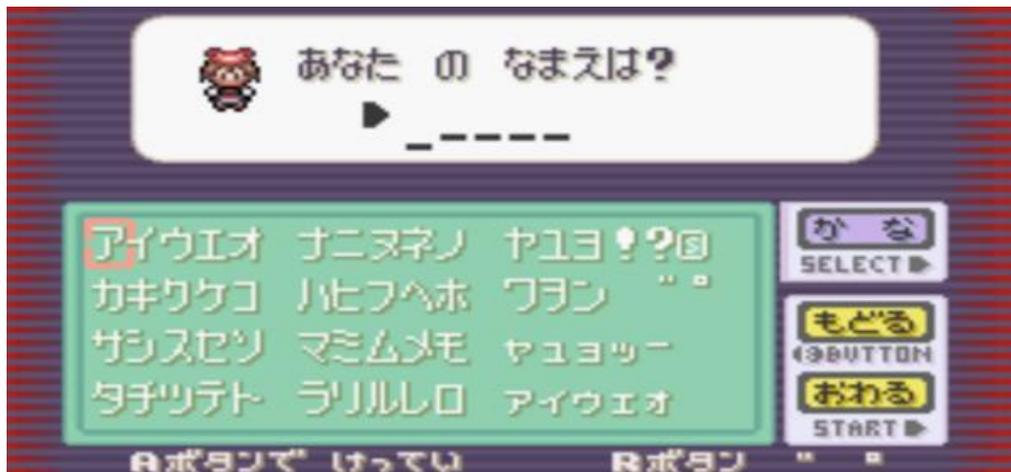 あなた の なまえは?
アイウエオ ナニヌネノ ヤユヨ!?S
カキクケコ ハヒフヘホ ワヲン ゛゜
サシスセソ マミムメモ ャュョッー
タチツテト ラリルレロ ァィゥェォ
かな
SELECT
もどる
BUTTON
おわる
START
Aボタンで けってい Rボタン ゛ ゜